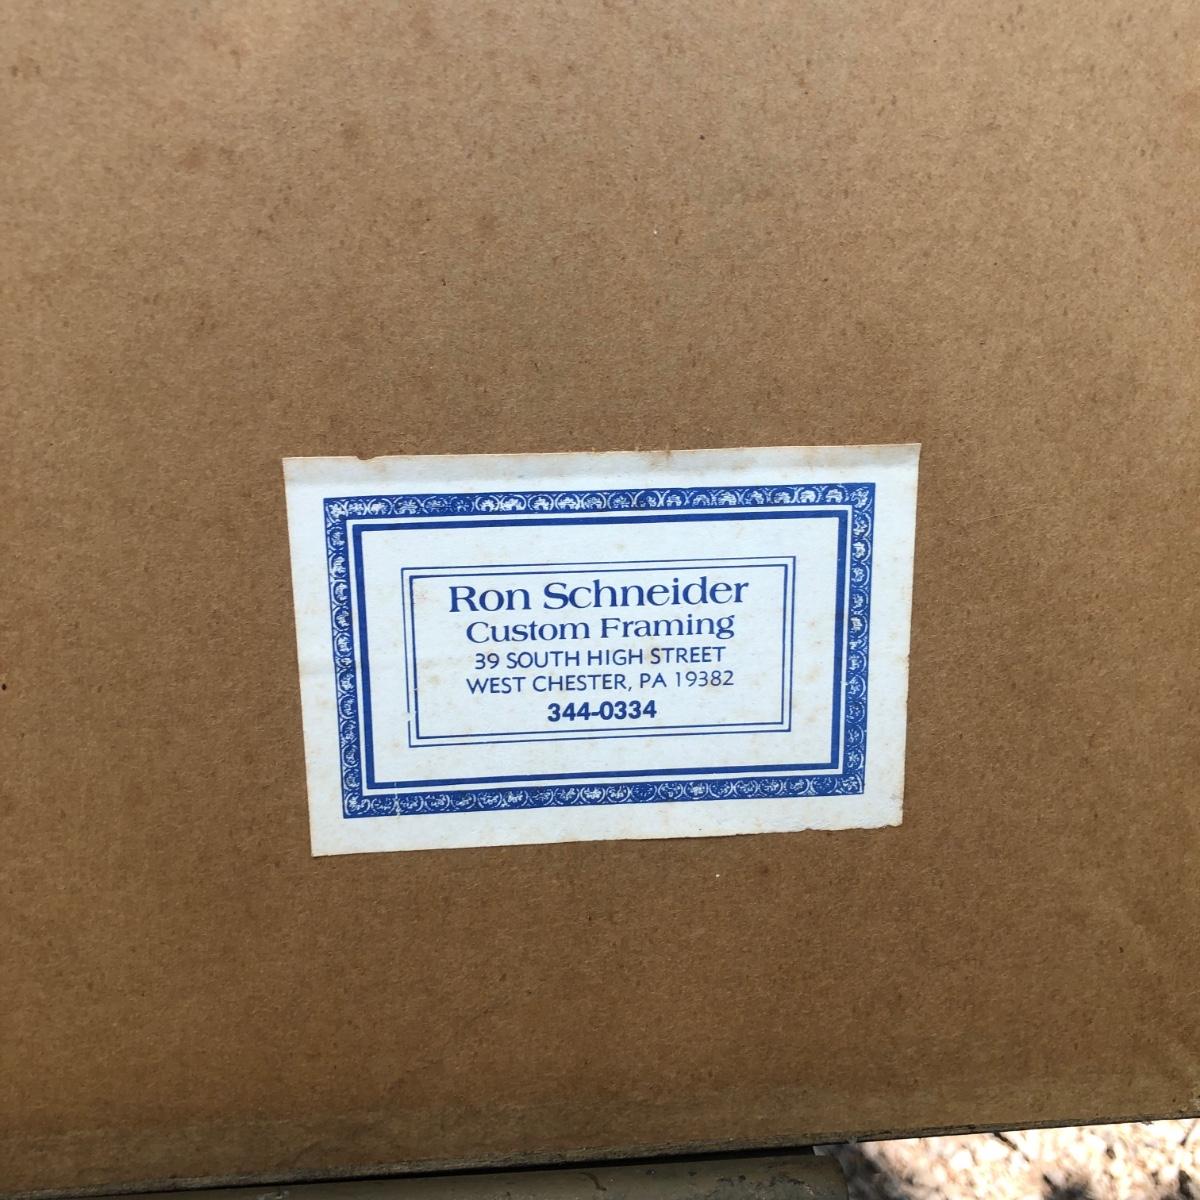 Ron Schneider
Custom Framing
39 SOUTH HIGH STREET
WEST CHESTER, PA 19382
344-0334